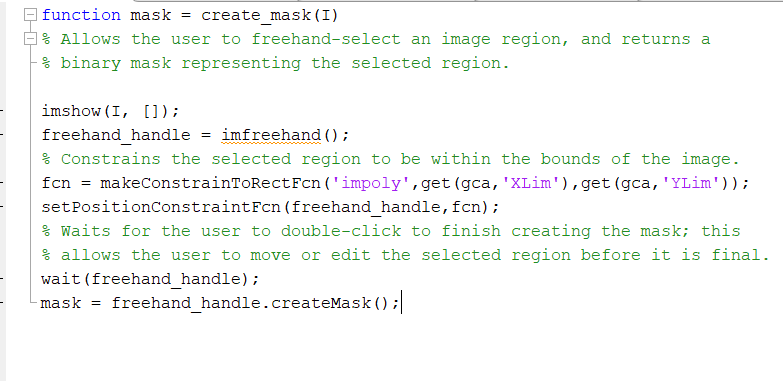 function mask = create_mask(I)
% Allows the user to freehand-select an image region, and returns a
% binary mask representing the selected region.
imshow(I, []);
freehand_handle = imfreehand();
% Constrains the selected region to be within the bounds of the image.
fcn = makeConstrainToRectFcn('impoly',get(gca,'XLim'),get(gca,'YLim'));
setPositionConstraintFcn(freehand_handle,fcn);
% Waits for the user to double-click to finish creating the mask; this
% allows the user to move or edit the selected region before it is final.
wait(freehand_handle);
mask = freehand_handle.createMask();